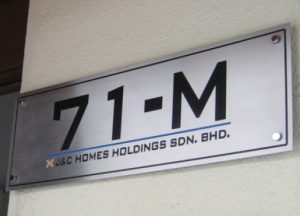 71-M
J&C HOMES HOLDINGS SDN. BHD.